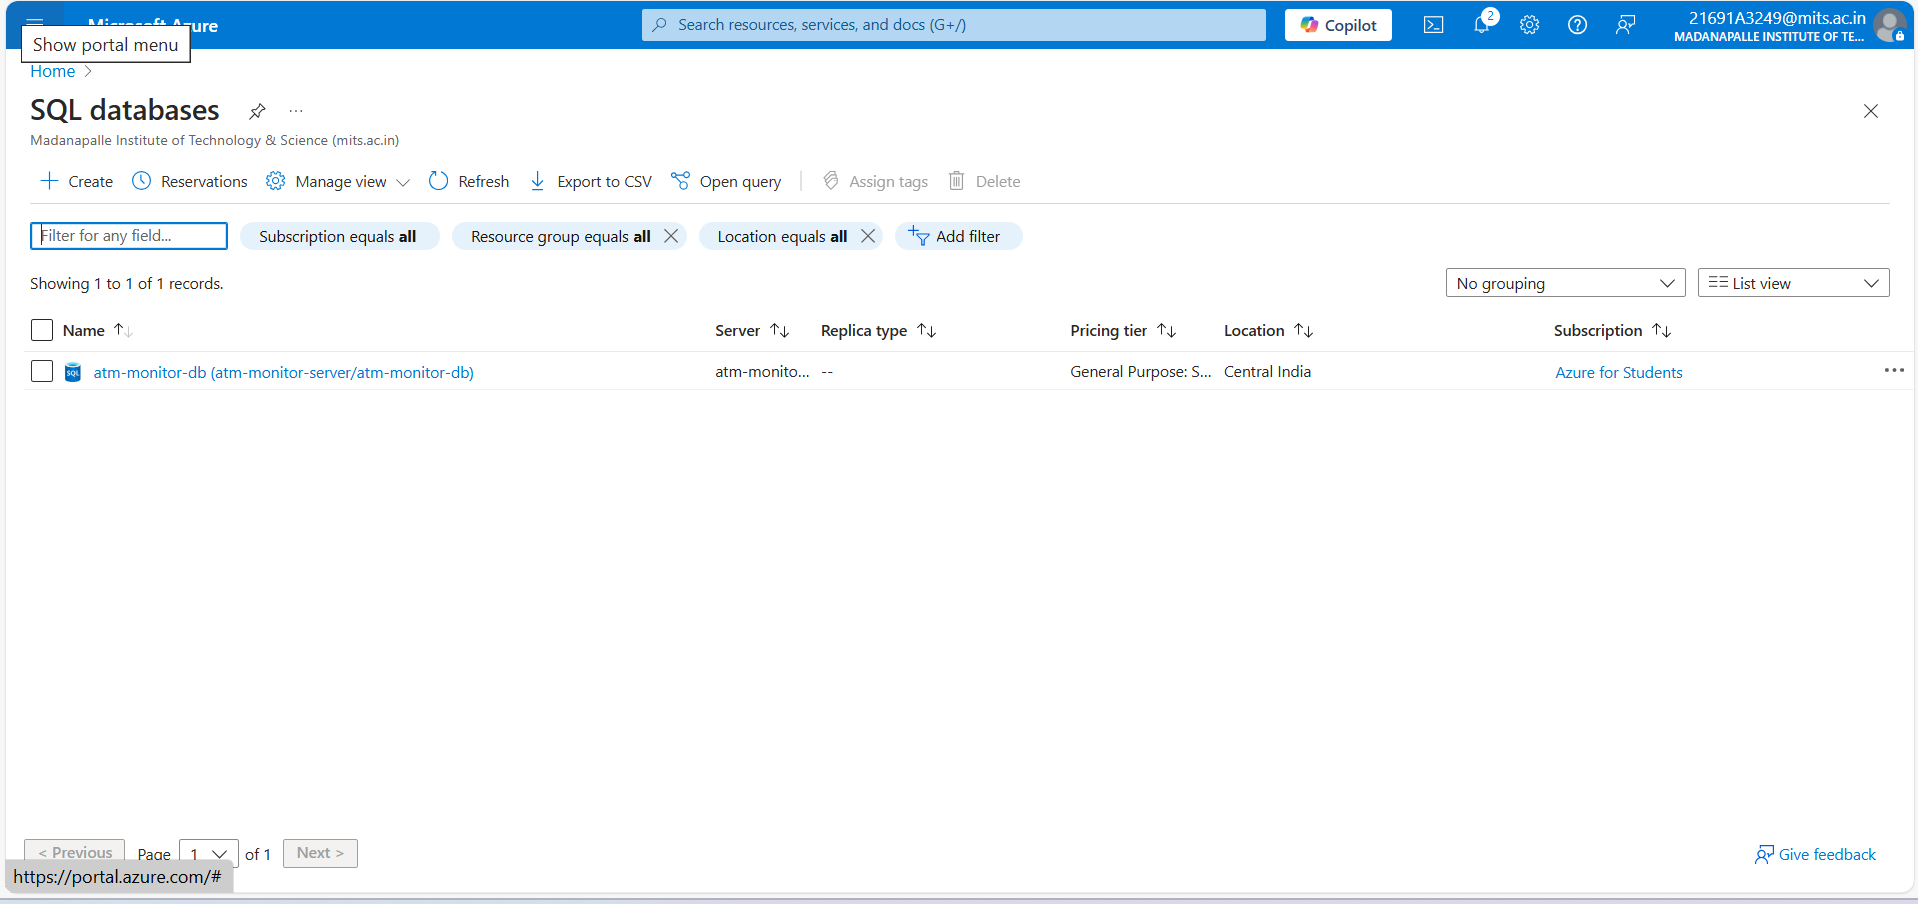 Microsoft Azure
Search resources, services, and docs (G+/)
Copilot
2
21691A3249@mits.ac.in
MADANAPALLE INSTITUTE OF TE...
Show portal menu
Home
SQL databases
...
Madanapalle Institute of Technology & Science (mits.ac.in)
Create
Reservations
Manage view
Refresh
Export to CSV
Open query
Assign tags
Delete
Filter for any field...
Subscription equals all
Resource group equals all
Location equals all
Add filter
Showing 1 to 1 of 1 records.
No grouping
List view
Name
Server
Replica type
Pricing tier
Location
Subscription
SQL
atm-monitor-db (atm-monitor-server/atm-monitor-db)
atm-monito...
--
General Purpose: S...
Central India
Azure for Students
< Previous
Page
1
of 1
Next >
Give feedback
https://portal.azure.com/#